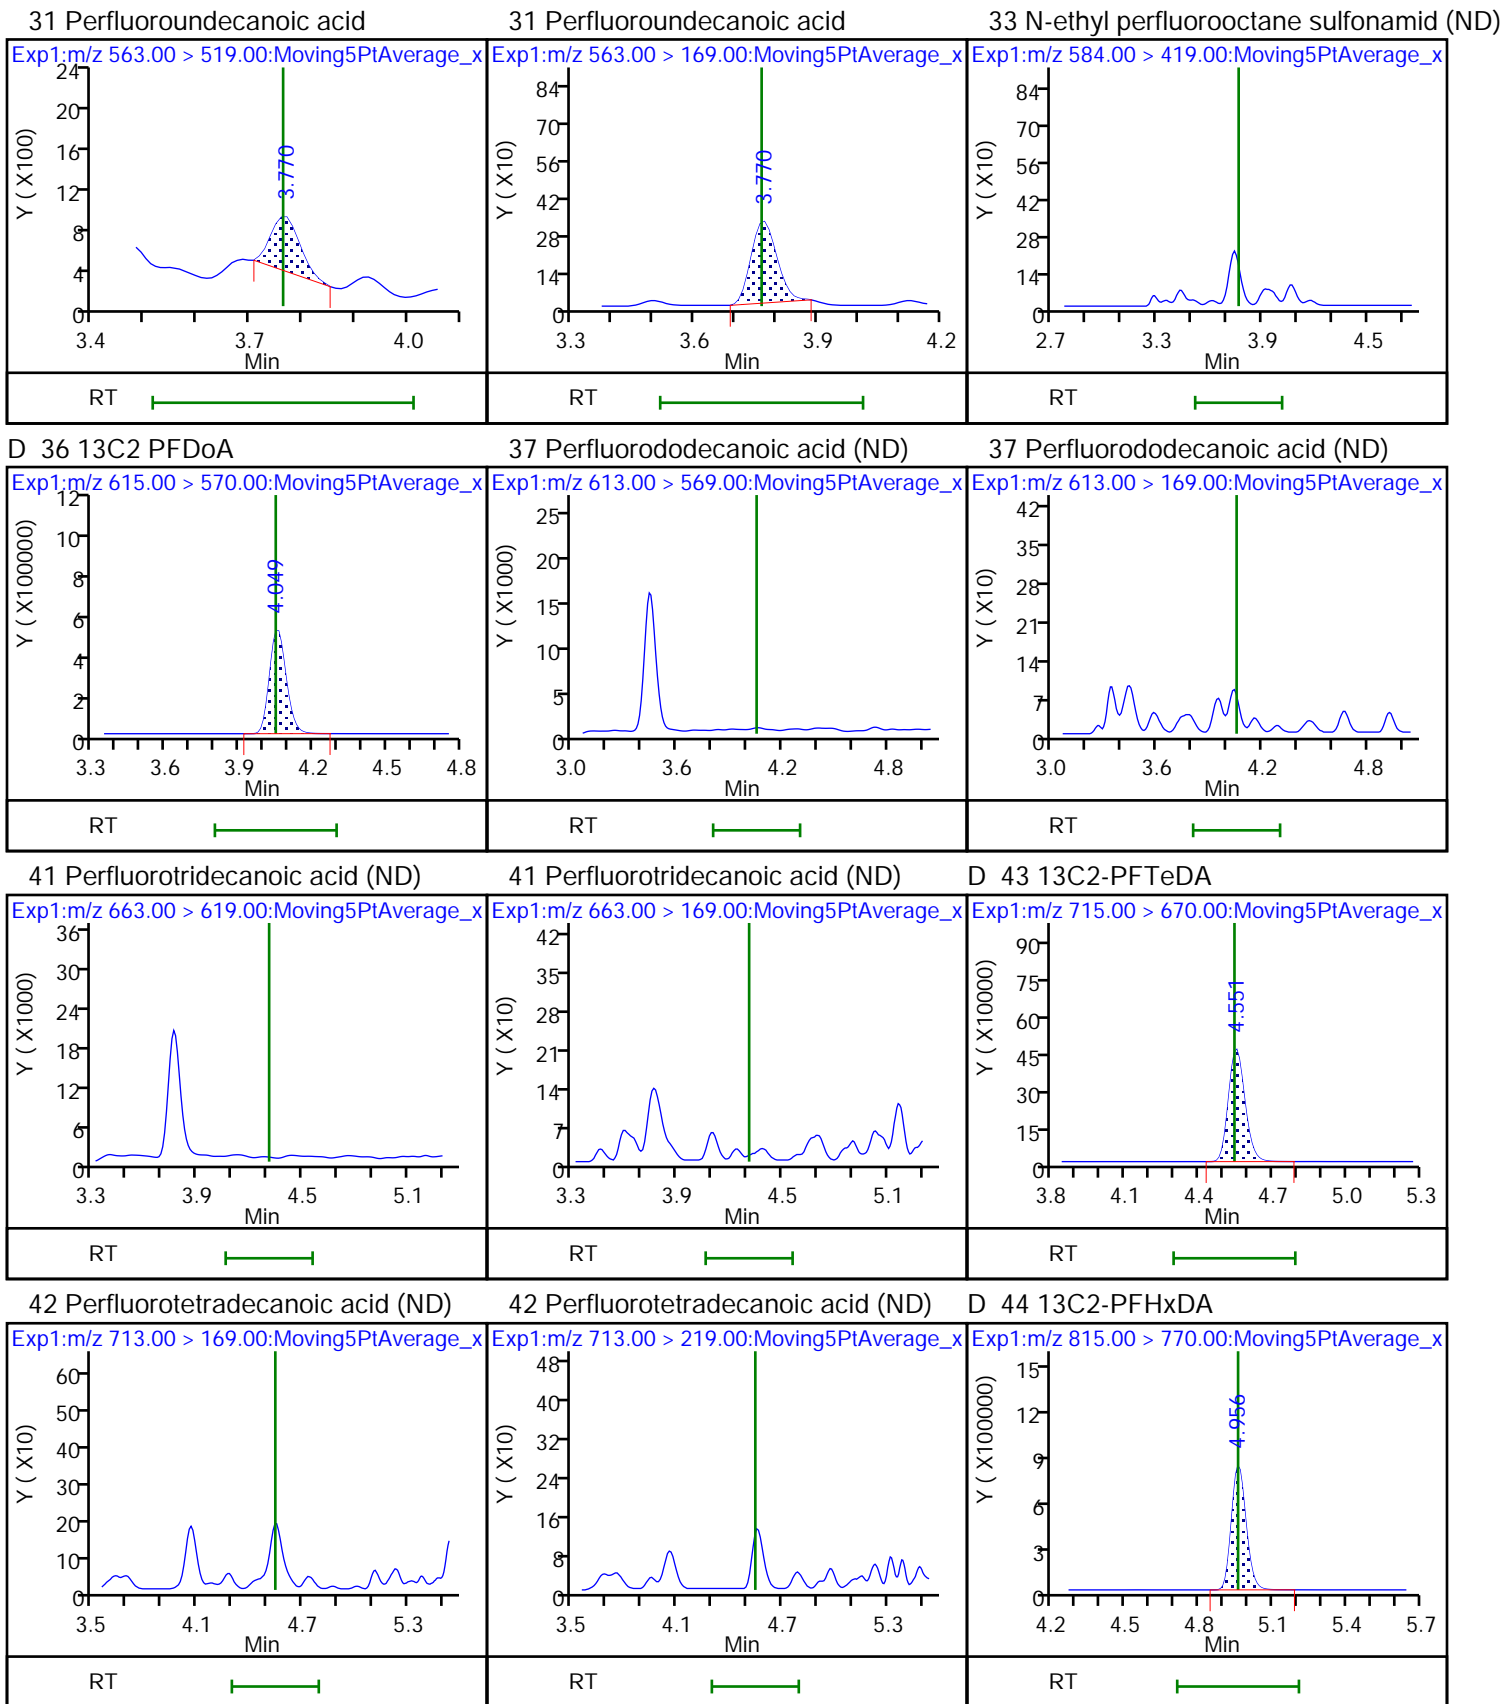 31 Perfluoroundecanoic acid
Exp1:m/z 563.00 > 519.00:Moving5PtAverage_x
Y ( X100)
24
20
16
12
8
4
0
3.770
3.4 3.7 4.0
Min
RT
31 Perfluoroundecanoic acid
Exp1:m/z 563.00 > 169.00:Moving5PtAverage_x
Y ( X10)
84
70
56
42
28
14
0
3.770
3.3 3.6 3.9 4.2
Min
RT
33 N-ethyl perfluorooctane sulfonamid (ND)
Exp1:m/z 584.00 > 419.00:Moving5PtAverage_x
Y ( X10)
84
70
56
42
28
14
0
2.7 3.3 3.9 4.5
Min
RT
D 36 13C2 PFDoA
Exp1:m/z 615.00 > 570.00:Moving5PtAverage_x
Y ( X100000)
12
10
8
6
4
2
0
4.049
3.3 3.6 3.9 4.2 4.5 4.8
Min
RT
37 Perfluorododecanoic acid (ND)
Exp1:m/z 613.00 > 569.00:Moving5PtAverage_x
Y ( X1000)
25
20
15
10
5
0
3.0 3.6 4.2 4.8
Min
RT
37 Perfluorododecanoic acid (ND)
Exp1:m/z 613.00 > 169.00:Moving5PtAverage_x
Y ( X10)
42
35
28
21
14
7
0
3.0 3.6 4.2 4.8
Min
RT
41 Perfluorotridecanoic acid (ND)
Exp1:m/z 663.00 > 619.00:Moving5PtAverage_x
Y ( X1000)
36
30
24
18
12
6
0
3.3 3.9 4.5 5.1
Min
RT
41 Perfluorotridecanoic acid (ND)
Exp1:m/z 663.00 > 169.00:Moving5PtAverage_x
Y ( X10)
42
35
28
21
14
7
0
3.3 3.9 4.5 5.1
Min
RT
D 43 13C2-PFTeDA
Exp1:m/z 715.00 > 670.00:Moving5PtAverage_x
Y ( X10000)
90
75
60
45
30
15
0
4.551
3.8 4.1 4.4 4.7 5.0 5.3
Min
RT
42 Perfluorotetradecanoic acid (ND)
Exp1:m/z 713.00 > 169.00:Moving5PtAverage_x
Y ( X10)
60
50
40
30
20
10
0
3.5 4.1 4.7 5.3
Min
RT
42 Perfluorotetradecanoic acid (ND)
Exp1:m/z 713.00 > 219.00:Moving5PtAverage_x
Y ( X10)
48
40
32
24
16
8
0
3.5 4.1 4.7 5.3
Min
RT
D 44 13C2-PFHxDA
Exp1:m/z 815.00 > 770.00:Moving5PtAverage_x
Y ( X100000)
15
12
9
6
3
0
4.956
4.2 4.5 4.8 5.1 5.4 5.7
Min
RT